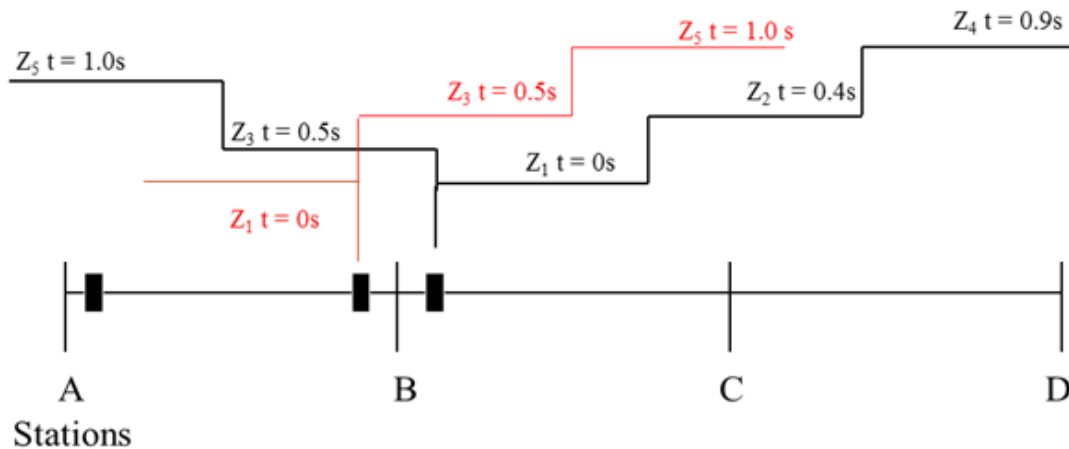 Z₄ t = 0.9s
Z₅ t = 1.0 s
Z₅ t = 1.0s
Z₃ t = 0.5s
Z₂ t = 0.4s
Z₃ t = 0.5s
Z₁ t = 0s
Z₁ t = 0s
A B C D
Stations